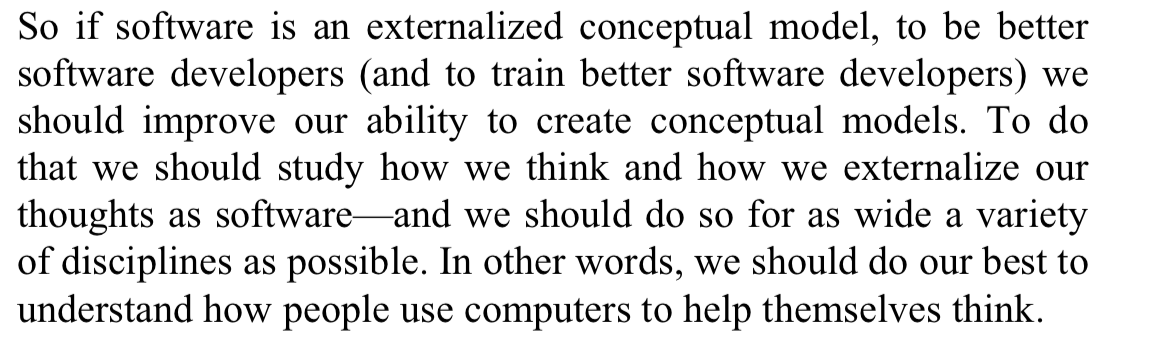 So if software is an externalized conceptual model, to be better
software developers (and to train better software developers) we
should improve our ability to create conceptual models. To do
that we should study how we think and how we externalize our
thoughts as software—and we should do so for as wide a variety
of disciplines as possible. In other words, we should do our best to
understand how people use computers to help themselves think.